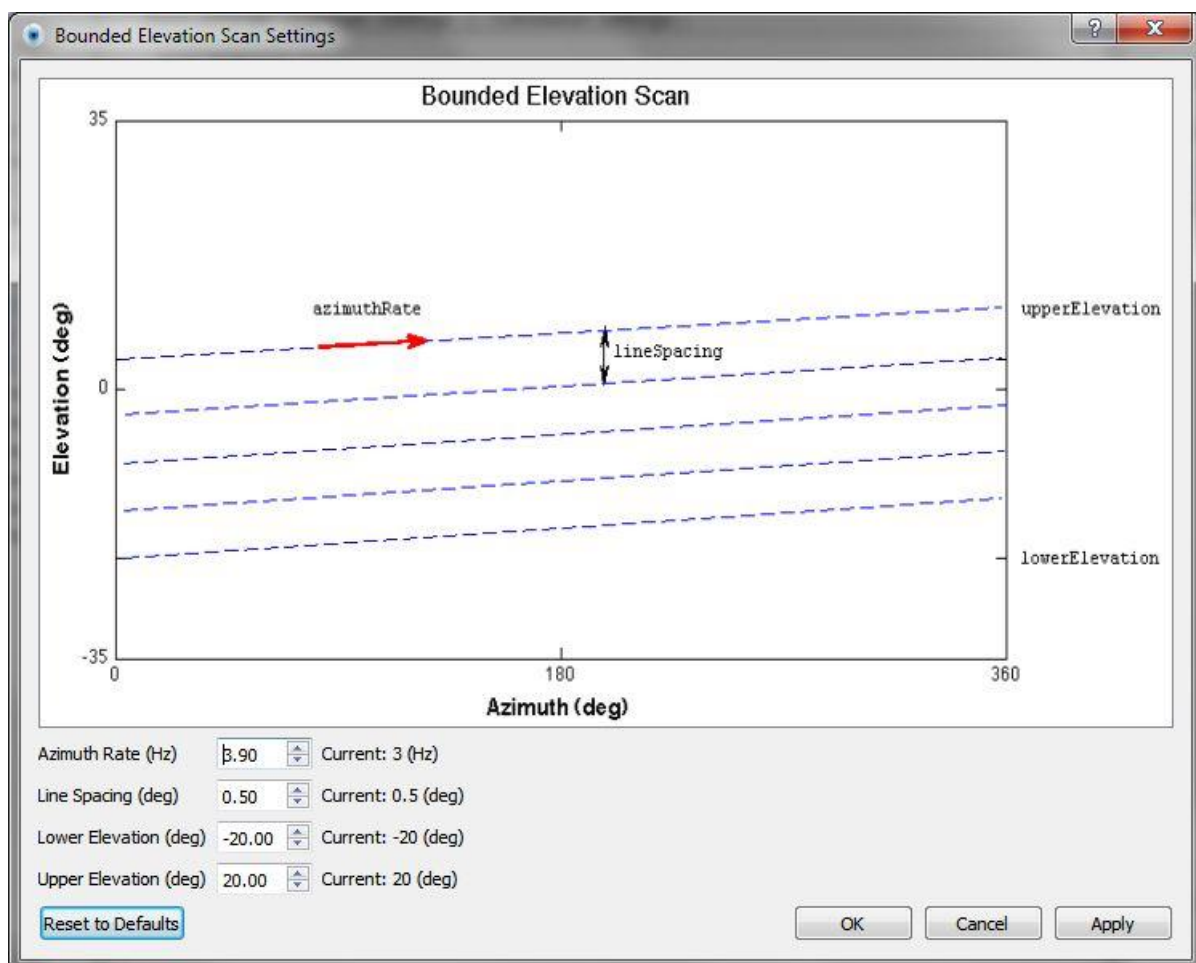 Bounded Elevation Scan Settings
?
X
Bounded Elevation Scan
35
azimuthRate
upperElevation
lineSpacing
Elevation (deg)
0
lowerElevation
-35
0
180
360
Azimuth (deg)
Azimuth Rate (Hz) 3.90 Current: 3 (Hz)
Line Spacing (deg) 0.50 Current: 0.5 (deg)
Lower Elevation (deg) -20.00 Current: -20 (deg)
Upper Elevation (deg) 20.00 Current: 20 (deg)
Reset to Defaults OK Cancel Apply